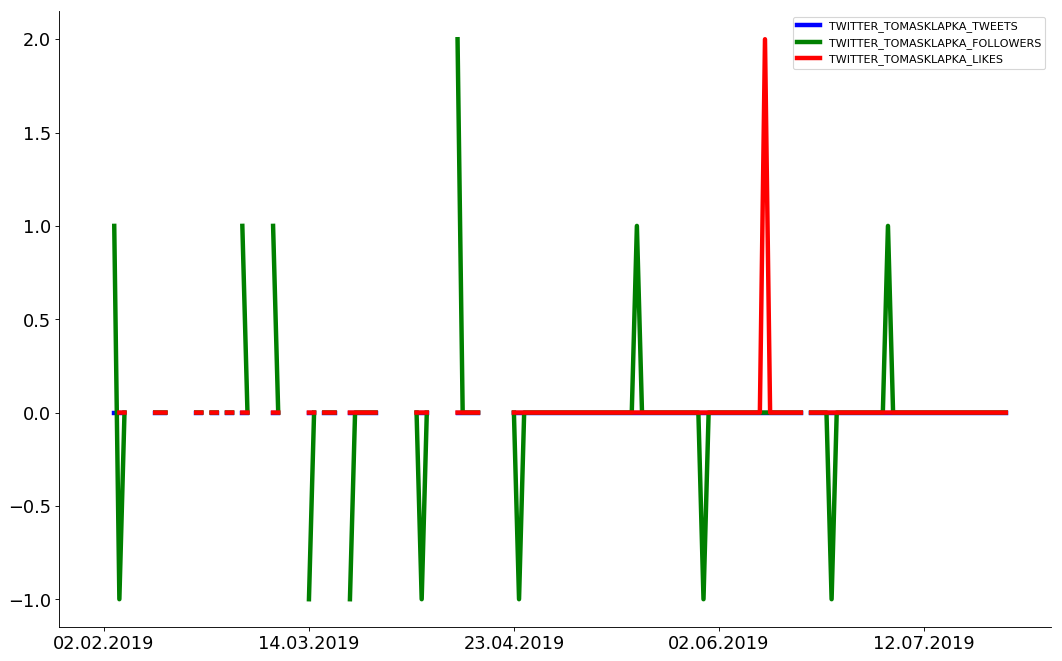 TWITTER_TOMASKLAPKA_TWEETS
TWITTER_TOMASKLAPKA_FOLLOWERS
TWITTER_TOMASKLAPKA_LIKES
2.0
1.5
1.0
0.5
0.0
−0.5
−1.0
02.02.2019 14.03.2019 23.04.2019 02.06.2019 12.07.2019